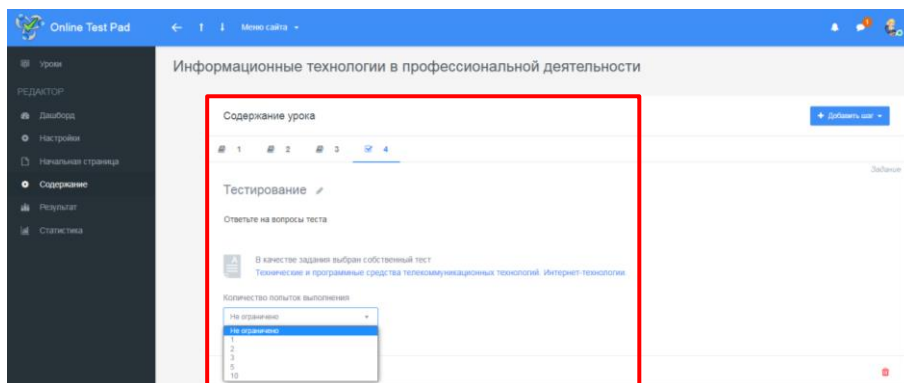 Online Test Pad
Меню сайта
Уроки
Информационные технологии в профессиональной деятельности
РЕДАКТОР
Дашборд
Настройки
Начальная страница
Содержание
Результат
Статистика
Содержание урока
Добавить шаг
1 2 3 4
Задание
Тестирование
Ответьте на вопросы теста
В качестве задания выбран собственный тест
Технические и программные средства телекоммуникационных технологий. Интернет-технологии
Количество попыток выполнения
Не ограничено
Не ограничено
1
2
3
5
10